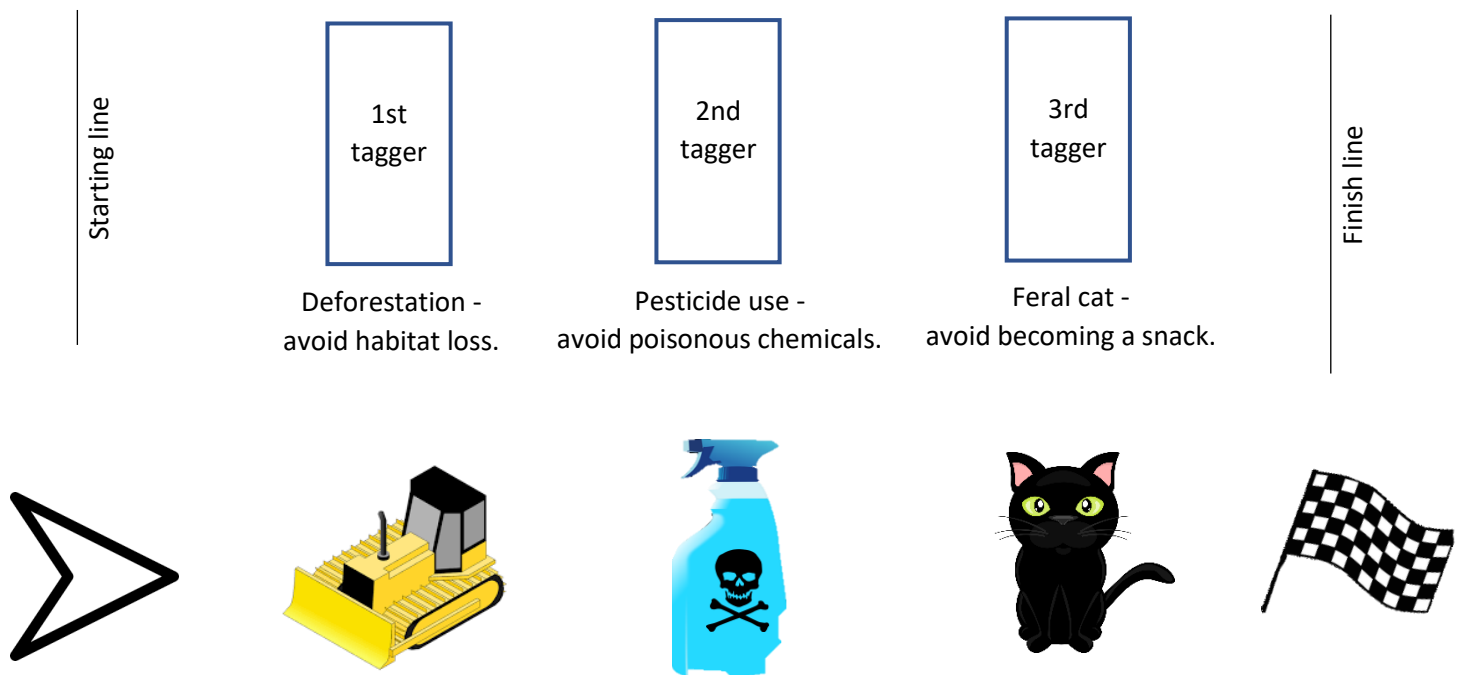 Starting line
1st
tagger
Deforestation -
avoid habitat loss.
2nd
tagger
Pesticide use -
avoid poisonous chemicals.
3rd
tagger
Feral cat -
avoid becoming a snack.
Finish line